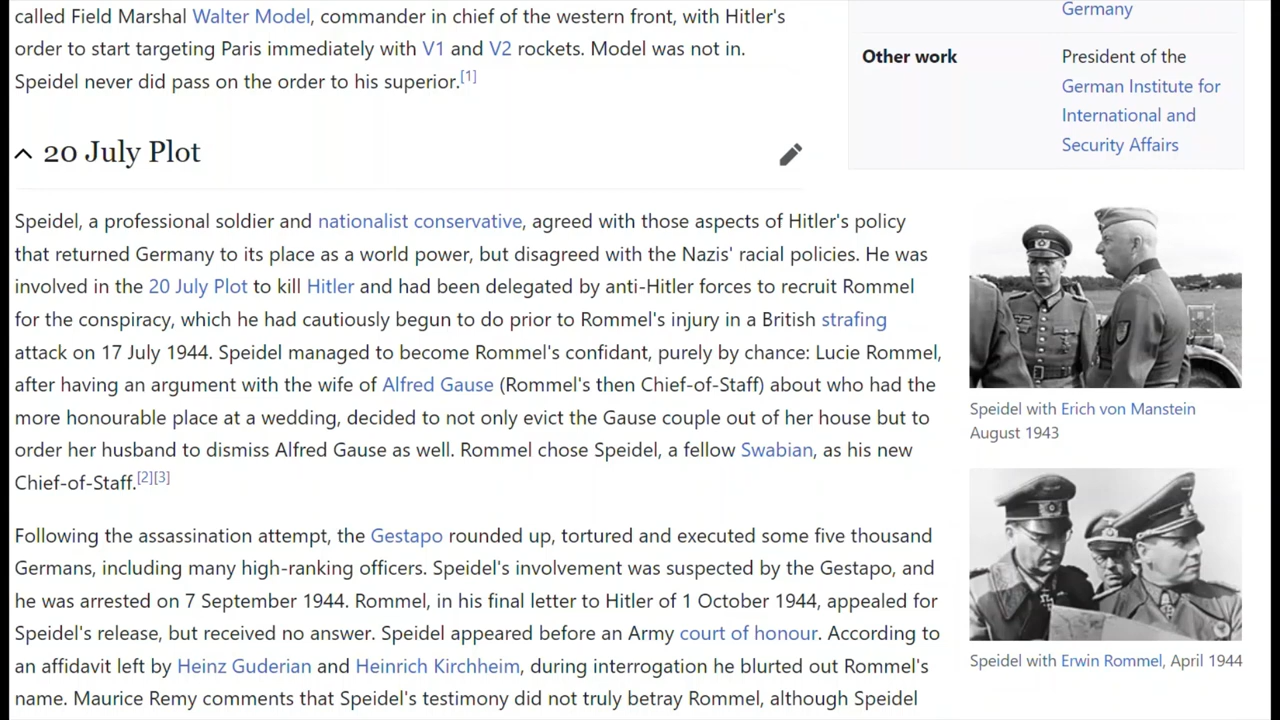 called Field Marshal Walter Model, commander in chief of the western front, with Hitler's
order to start targeting Paris immediately with V1 and V2 rockets. Model was not in.
Speidel never did pass on the order to his superior.[1]
20 July Plot
Speidel, a professional soldier and nationalist conservative, agreed with those aspects of Hitler's policy
that returned Germany to its place as a world power, but disagreed with the Nazis' racial policies. He was
involved in the 20 July Plot to kill Hitler and had been delegated by anti-Hitler forces to recruit Rommel
for the conspiracy, which he had cautiously begun to do prior to Rommel's injury in a British strafing
attack on 17 July 1944. Speidel managed to become Rommel's confidant, purely by chance: Lucie Rommel,
after having an argument with the wife of Alfred Gause (Rommel's then Chief-of-Staff) about who had the
more honourable place at a wedding, decided to not only evict the Gause couple out of her house but to
order her husband to dismiss Alfred Gause as well. Rommel chose Speidel, a fellow Swabian, as his new
Chief-of-Staff.[2][3]
Following the assassination attempt, the Gestapo rounded up, tortured and executed some five thousand
Germans, including many high-ranking officers. Speidel's involvement was suspected by the Gestapo, and
he was arrested on 7 September 1944. Rommel, in his final letter to Hitler of 1 October 1944, appealed for
Speidel's release, but received no answer. Speidel appeared before an Army court of honour. According to
an affidavit left by Heinz Guderian and Heinrich Kirchheim, during interrogation he blurted out Rommel's
name. Maurice Remy comments that Speidel's testimony did not truly betray Rommel, although Speidel
Germany
Other work President of the
German Institute for
International and
Security Affairs
Speidel with Erich von Manstein
August 1943
Speidel with Erwin Rommel, April 1944